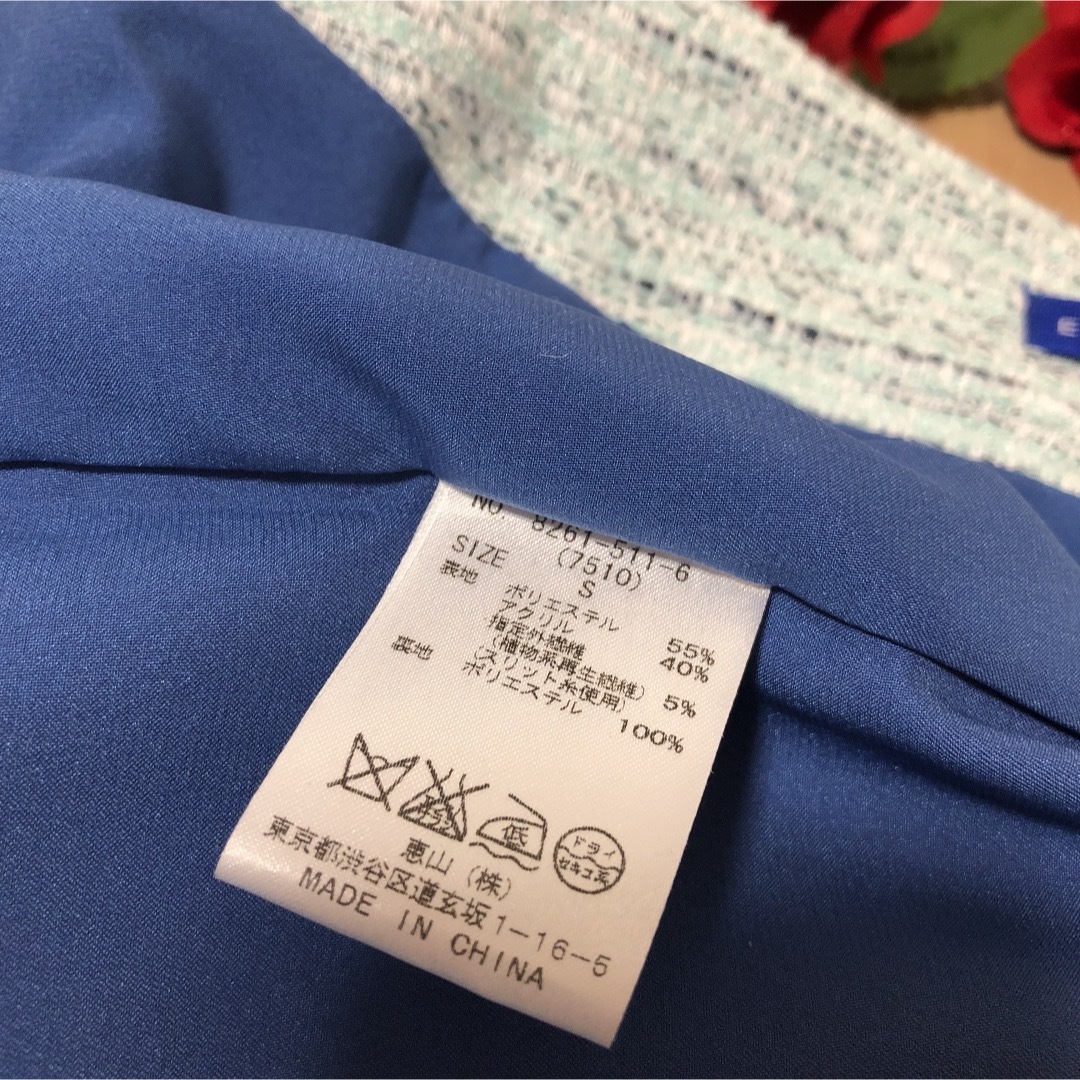 NO. 8261-511-6
(7510)
SIZE S
表地 ポリエステル 55%
アクリル 40%
指定外繊維
(植物系再生繊維) 5%
(スリット糸使用)
裏地 ポリエステル 100%
低
ドライ
セキユ系
恵山(株)
東京都渋谷区道玄坂1-16-5
MADE IN CHINA
E